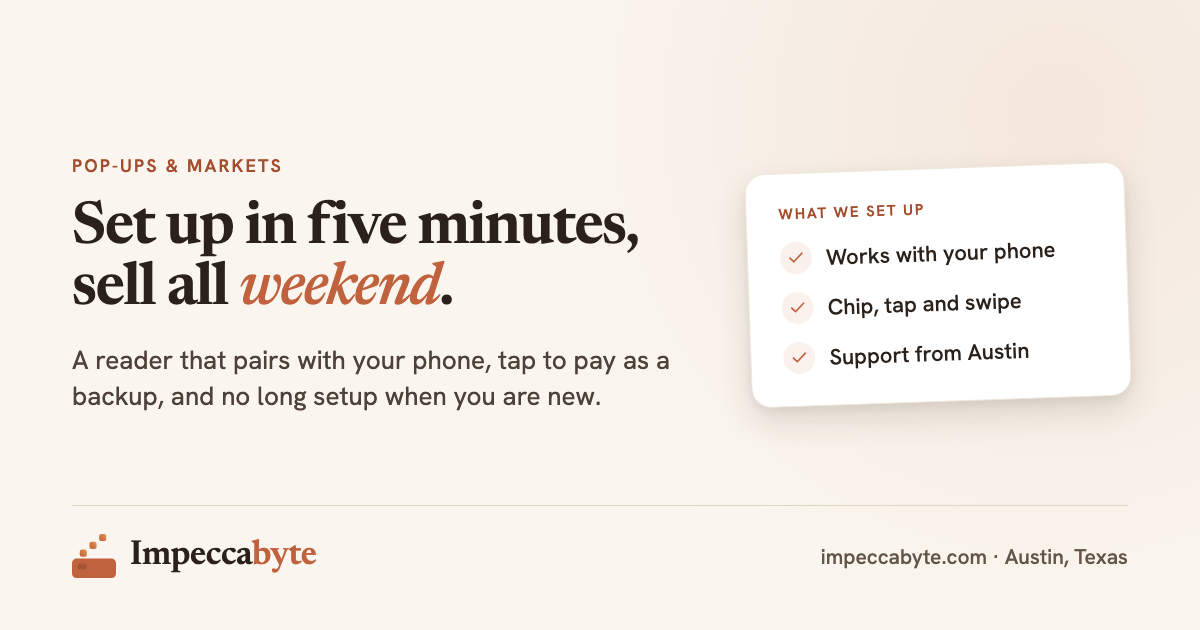 POP-UPS & MARKETS
Set up in five minutes,
sell all weekend.
A reader that pairs with your phone, tap to pay as a
backup, and no long setup when you are new.
WHAT WE SET UP
Works with your phone
Chip, tap and swipe
Support from Austin
Impeccabyte
impeccabyte.com · Austin, Texas